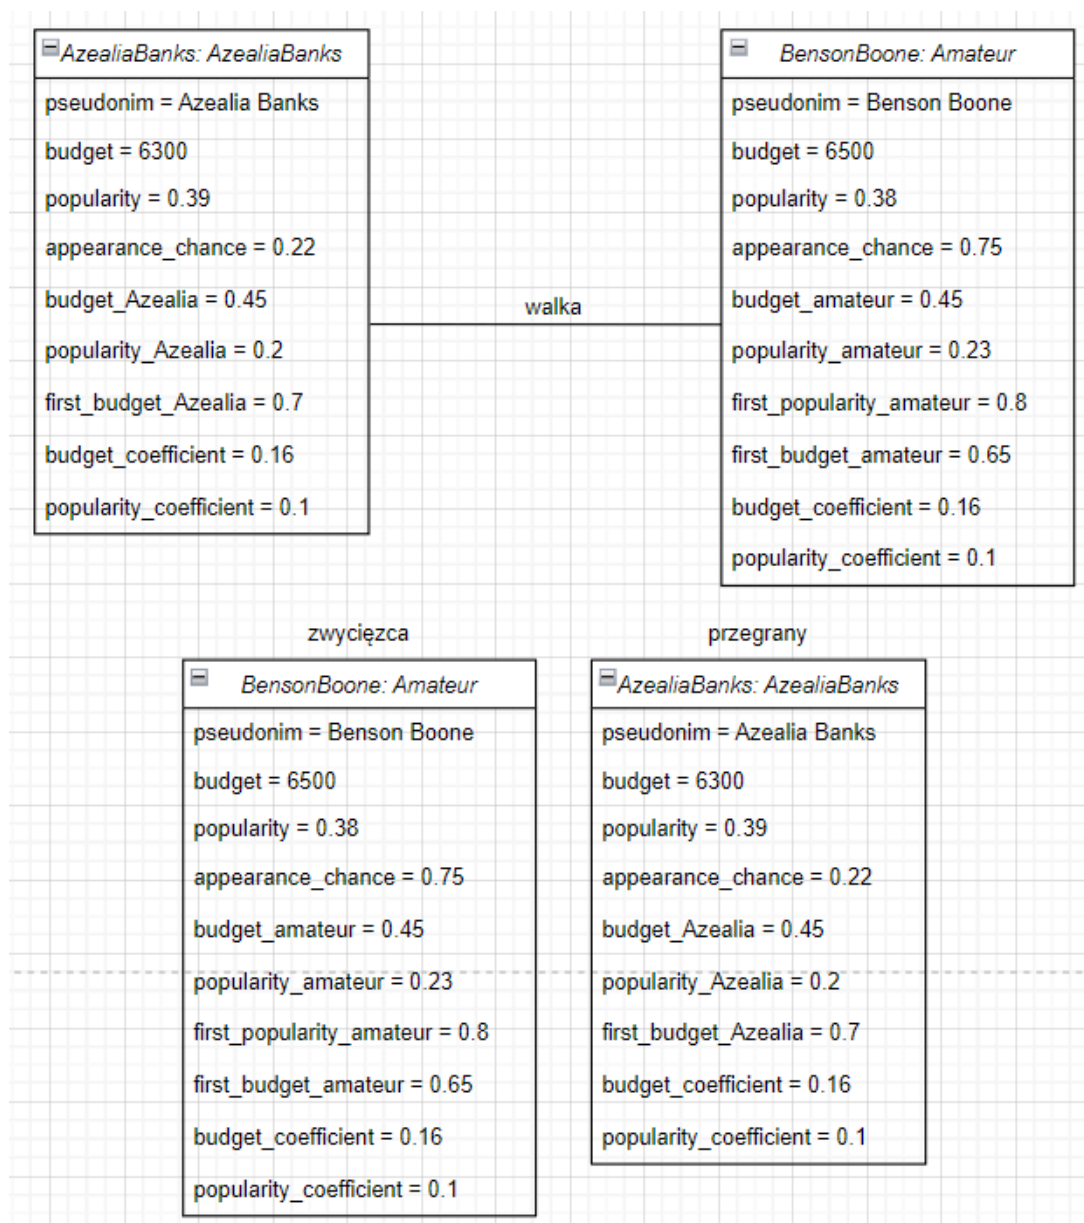 AzealiaBanks: AzealiaBanks
pseudonim = Azealia Banks
budget = 6300
popularity = 0.39
appearance_chance = 0.22
budget_Azealia = 0.45
popularity_Azealia = 0.2
first_budget_Azealia = 0.7
budget_coefficient = 0.16
popularity_coefficient = 0.1
walka
BensonBoone: Amateur
pseudonim = Benson Boone
budget = 6500
popularity = 0.38
appearance_chance = 0.75
budget_amateur = 0.45
popularity_amateur = 0.23
first_popularity_amateur = 0.8
first_budget_amateur = 0.65
budget_coefficient = 0.16
popularity_coefficient = 0.1
zwycięzca
BensonBoone: Amateur
pseudonim = Benson Boone
budget = 6500
popularity = 0.38
appearance_chance = 0.75
budget_amateur = 0.45
popularity_amateur = 0.23
first_popularity_amateur = 0.8
first_budget_amateur = 0.65
budget_coefficient = 0.16
popularity_coefficient = 0.1
przegrany
AzealiaBanks: AzealiaBanks
pseudonim = Azealia Banks
budget = 6300
popularity = 0.39
appearance_chance = 0.22
budget_Azealia = 0.45
popularity_Azealia = 0.2
first_budget_Azealia = 0.7
budget_coefficient = 0.16
popularity_coefficient = 0.1